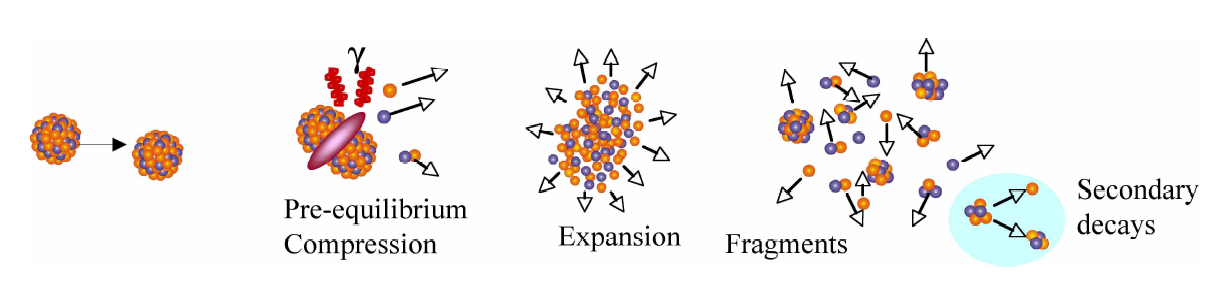 γ
Pre-equilibrium
Compression
Expansion
Fragments
Secondary
decays